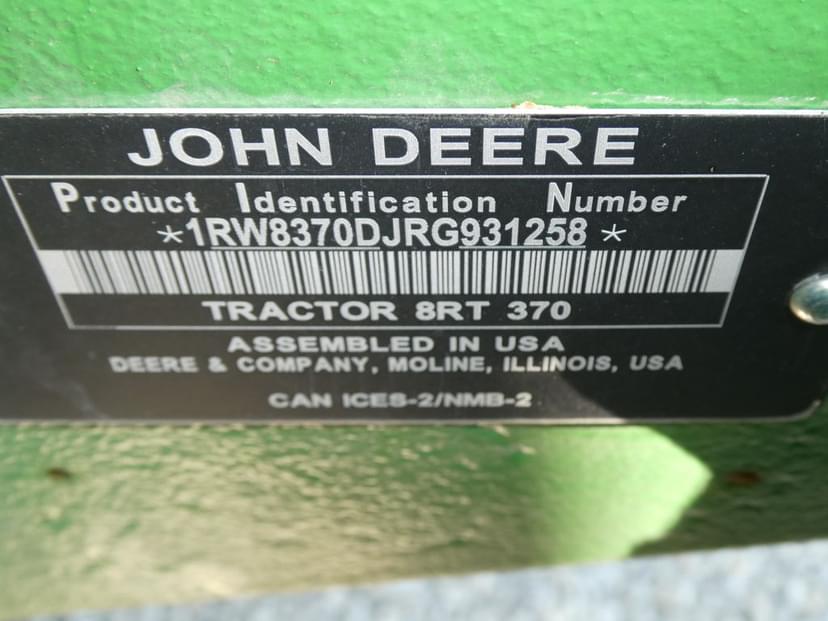 JOHN DEERE
Product Identification Number
*1RW8370DJRG931258*
TRACTOR 8RT 370
ASSEMBLED IN USA
DEERE & COMPANY, MOLINE, ILLINOIS, USA
CAN ICES-2/NMB-2